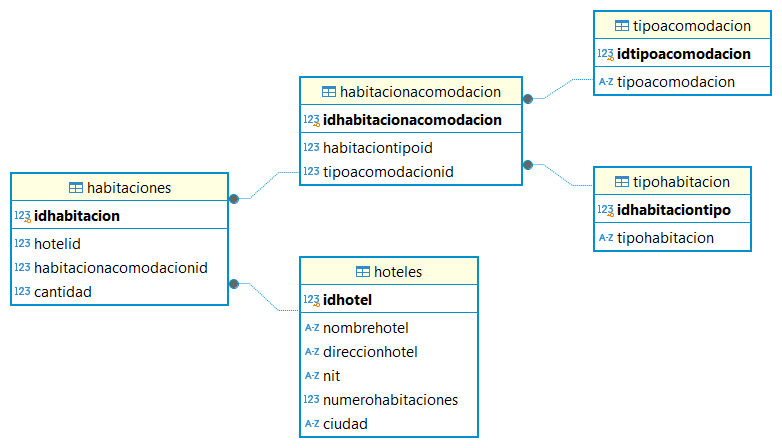 tipoacomodacion
123 idtipoacomodacion
A-Z tipoacomodacion
habitacionacomodacion
123 idhabitacionacomodacion
123 habitaciontipoid
123 tipoacomodacionid
tipohabitacion
123 idhabitaciontipo
A-Z tipohabitacion
habitaciones
123 idhabitacion
123 hotelid
123 habitacionacomodacionid
123 cantidad
hoteles
123 idhotel
A-Z nombrehotel
A-Z direccionhotel
A-Z nit
123 numerohabitaciones
A-Z ciudad